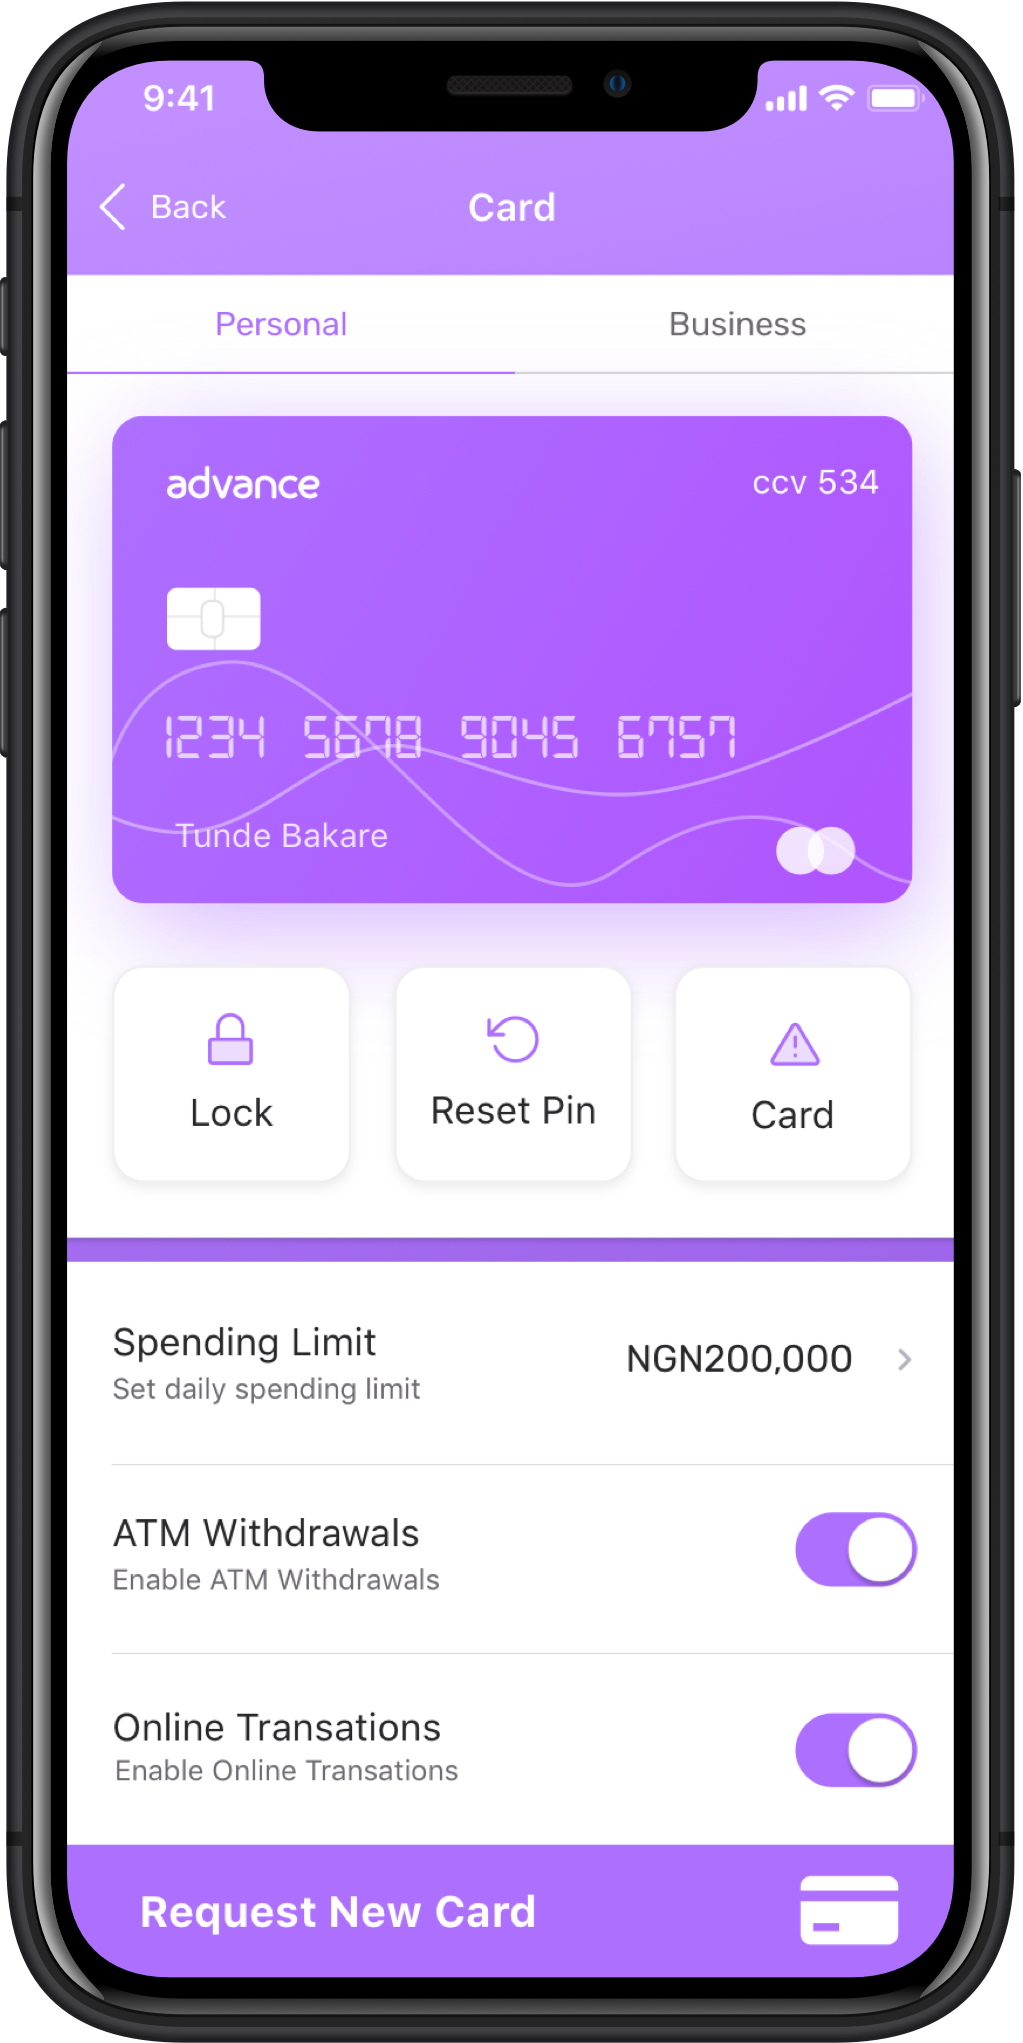 9:41
Back
Card
Personal
Business
advance
ccv 534
1234 5678 9045 6757
Tunde Bakare
Lock
Reset Pin
Card
Spending Limit
Set daily spending limit
NGN200,000
ATM Withdrawals
Enable ATM Withdrawals
Online Transations
Enable Online Transations
Request New Card